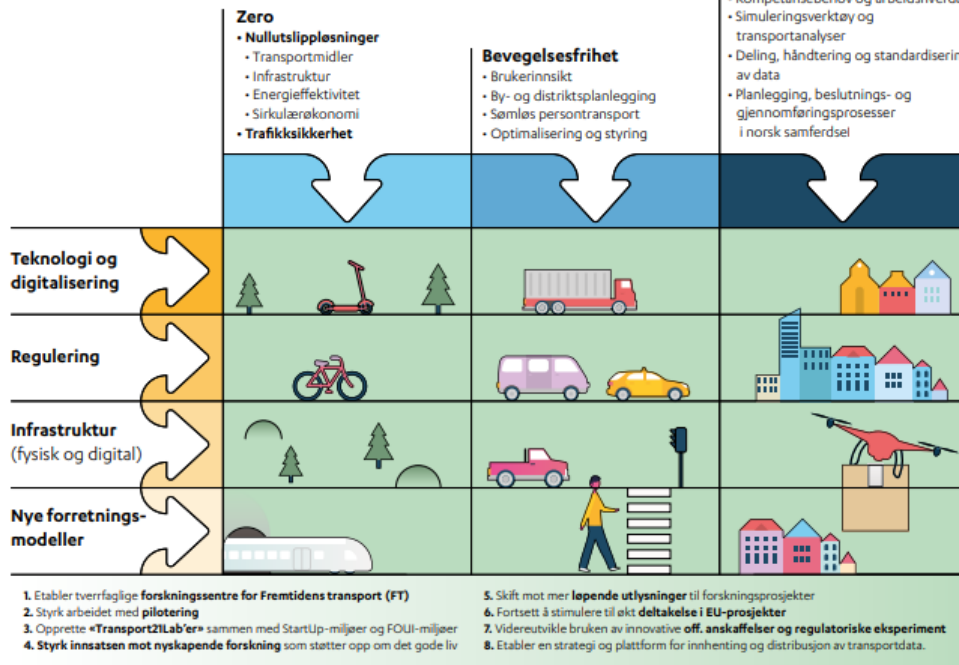 Zero
• Nullutslippløsninger
• Transportmidler
• Infrastruktur
• Energieffektivitet
• Sirkulærøkonomi
• Trafikksikkerhet
Bevegelsesfrihet
• Brukerinnsikt
• By- og distriktsplanlegging
• Sømløs persontransport
• Optimalisering og styring
• Simuleringsverktøy og
transportanalyser
• Deling, håndtering og standardiserin
av data
• Planlegging, beslutnings- og
gjennomføringsprosesser
i norsk samferdsel
Teknologi og
digitalisering
Regulering
Infrastruktur
(fysisk og digital)
Nye forretnings-
modeller
1. Etabler tverrfaglige forskningssentre for Fremtidens transport (FT)
2. Styrk arbeidet med pilotering
3. Opprette «Transport21Lab'er» sammen med StartUp-miljøer og FOUI-miljøer
4. Styrk innsatsen mot nyskapende forskning som støtter opp om det gode liv
5. Skift mot mer løpende utlysninger til forskningsprosjekter
6. Fortsett å stimulere til økt deltakelse i EU-prosjekter
7. Videreutvikle bruken av innovative off. anskaffelser og regulatoriske eksperiment
8. Etabler en strategi og plattform for innhenting og distribusjon av transportdata.